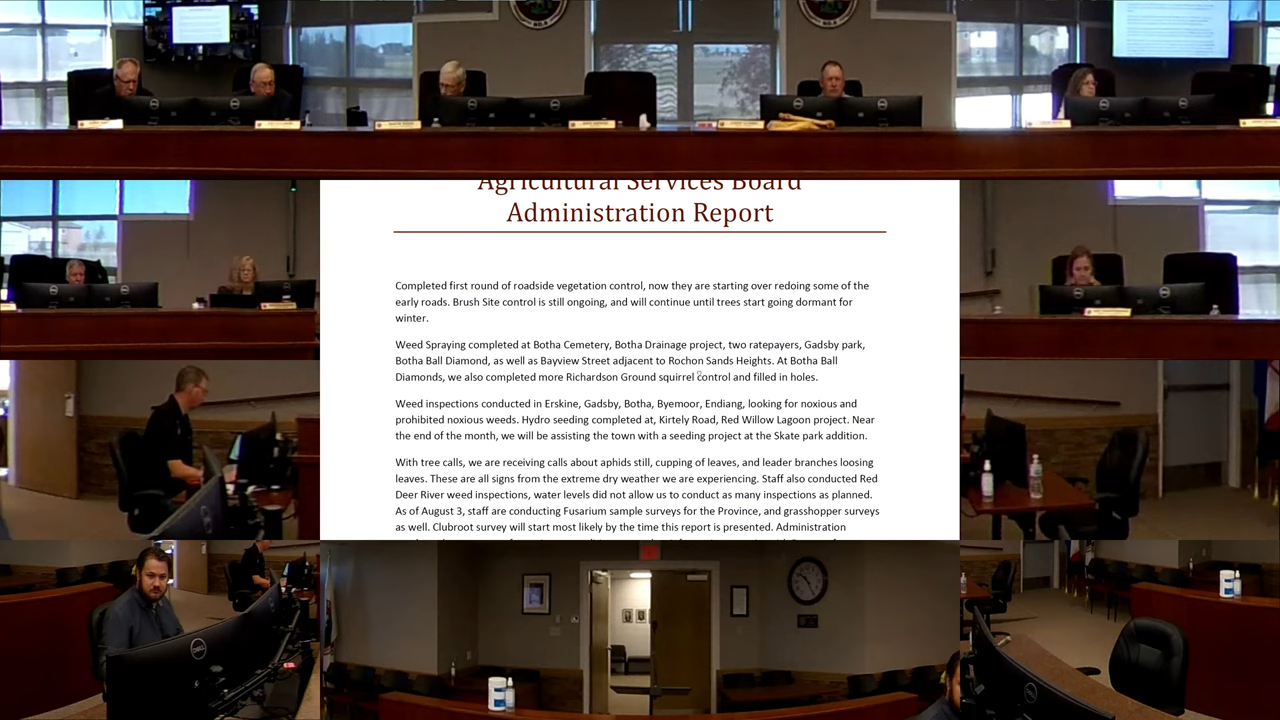 NO. 6
Agricultural Services Board
Administration Report
Completed first round of roadside vegetation control, now they are starting over redoing some of the
early roads. Brush Site control is still ongoing, and will continue until trees start going dormant for
winter.
Weed Spraying completed at Botha Cemetery, Botha Drainage project, two ratepayers, Gadsby park,
Botha Ball Diamond, as well as Bayview Street adjacent to Rochon Sands Heights. At Botha Ball
Diamonds, we also completed more Richardson Ground squirrel control and filled in holes.
Weed inspections conducted in Erskine, Gadsby, Botha, Byemoor, Endiang, looking for noxious and
prohibited noxious weeds. Hydro seeding completed at, Kirtely Road, Red Willow Lagoon project. Near
the end of the month, we will be assisting the town with a seeding project at the Skate park addition.
With tree calls, we are receiving calls about aphids still, cupping of leaves, and leader branches loosing
leaves. These are all signs from the extreme dry weather we are experiencing. Staff also conducted Red
Deer River weed inspections, water levels did not allow us to conduct as many inspections as planned.
As of August 3, staff are conducting Fusarium sample surveys for the Province, and grasshopper surveys
as well. Clubroot survey will start most likely by the time this report is presented. Administration
DELL
DELL